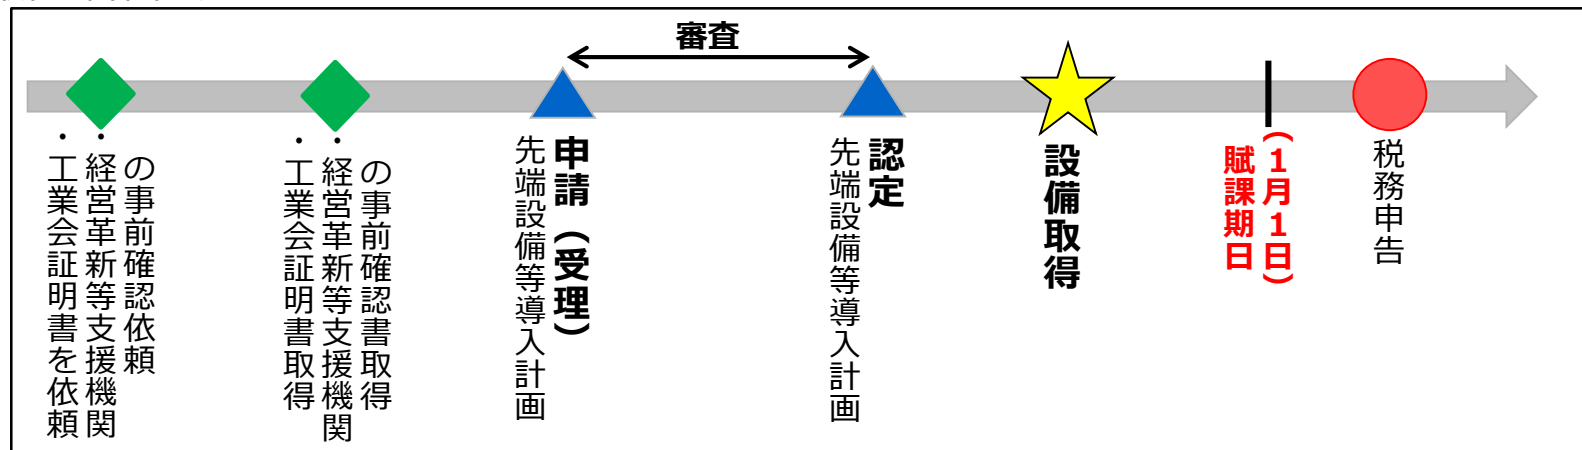 審査
・経営革新等支援機関
の事前確認依頼
・工業会証明書を依頼
・経営革新等支援機関
の事前確認書取得
・工業会証明書取得
先端設備等導入計画
申請（受理）
先端設備等導入計画
認定
設備取得
賦課期日
（1月1日）
税務申告